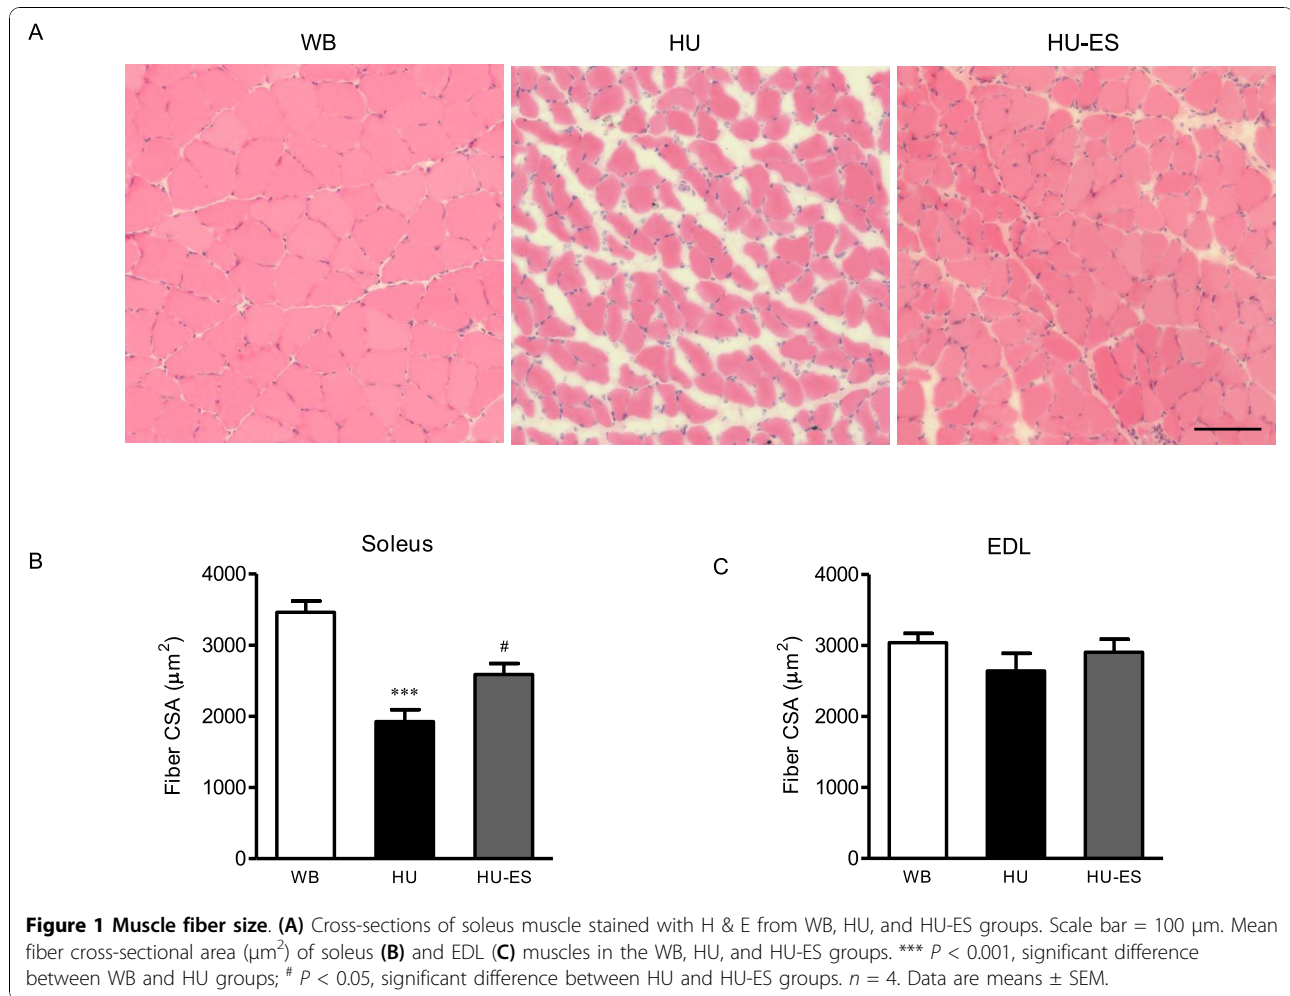 A
WB
HU
HU-ES
B
Soleus
Fiber CSA (μm²)
4000
3000
2000
1000
0
***
#
WB
HU
HU-ES
C
EDL
Fiber CSA (μm²)
4000
3000
2000
1000
0
WB
HU
HU-ES
Figure 1 Muscle fiber size. (A) Cross-sections of soleus muscle stained with H & E from WB, HU, and HU-ES groups. Scale bar = 100 μm. Mean
fiber cross-sectional area (μm²) of soleus (B) and EDL (C) muscles in the WB, HU, and HU-ES groups. *** P < 0.001, significant difference
between WB and HU groups; # P < 0.05, significant difference between HU and HU-ES groups. n = 4. Data are means ± SEM.